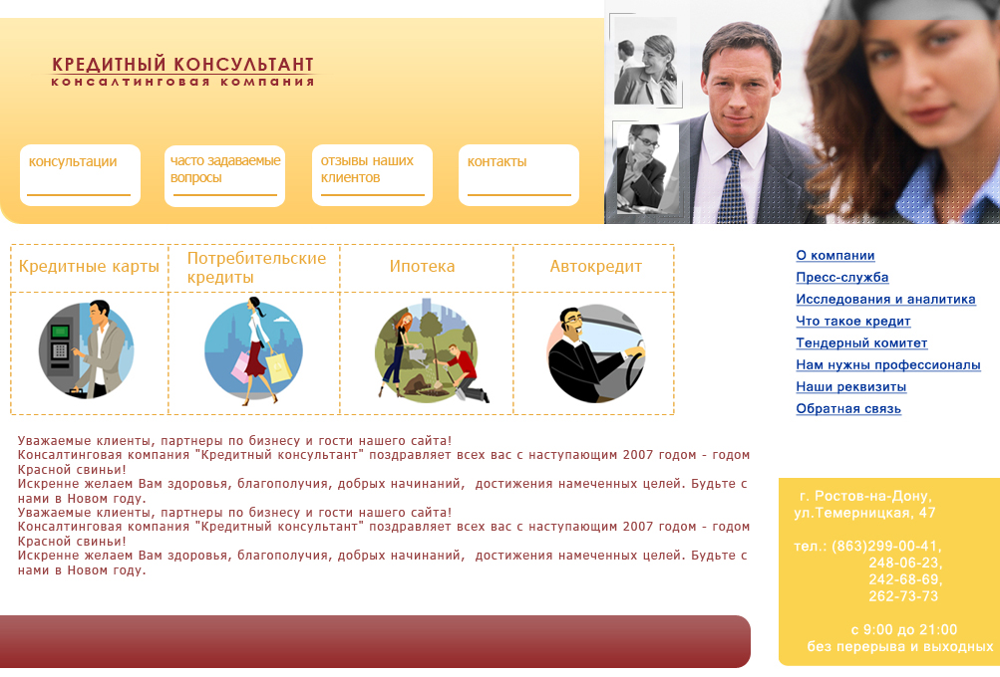 КРЕДИТНЫЙ КОНСУЛЬТАНТ
консалтинговая компания
консультации
часто задаваемые
вопросы
отзывы наших
клиентов
контакты
Кредитные карты
Потребительские
кредиты
Ипотека
Автокредит
О компании
Пресс-служба
Исследования и аналитика
Что такое кредит
Тендерный комитет
Нам нужны профессионалы
Наши реквизиты
Обратная связь
Уважаемые клиенты, партнеры по бизнесу и гости нашего сайта!
Консалтинговая компания "Кредитный консультант" поздравляет всех вас с наступающим 2007 годом - годом
Красной свиньи!
Искренне желаем Вам здоровья, благополучия, добрых начинаний,  достижения намеченных целей. Будьте с
нами в Новом году.
Уважаемые клиенты, партнеры по бизнесу и гости нашего сайта!
Консалтинговая компания "Кредитный консультант" поздравляет всех вас с наступающим 2007 годом - годом
Красной свиньи!
Искренне желаем Вам здоровья, благополучия, добрых начинаний,  достижения намеченных целей. Будьте с
нами в Новом году.
г. Ростов-на-Дону,
ул.Темерницкая, 47
тел.: (863)299-00-41,
248-06-23,
242-68-69,
262-73-73
с 9:00 до 21:00
без перерыва и выходных